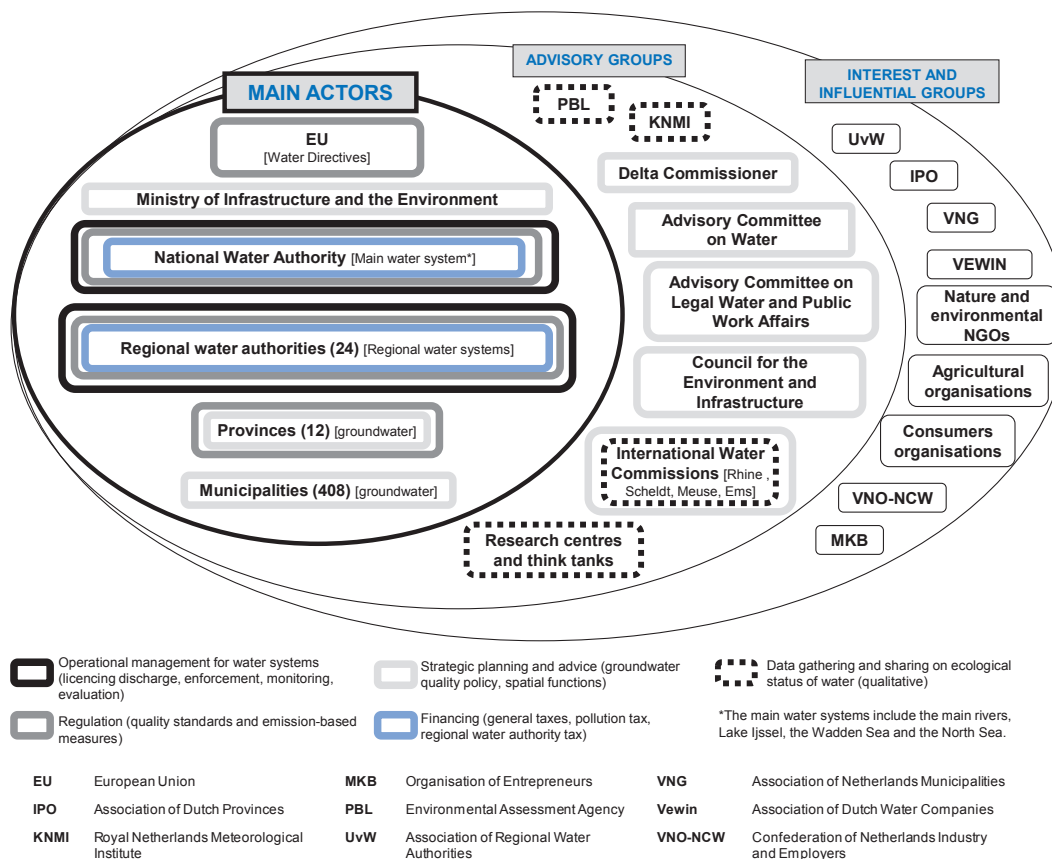 MAIN ACTORS
EU
[Water Directives]
Ministry of Infrastructure and the Environment
National Water Authority [Main water system*]
Regional water authorities (24) [Regional water systems]
Provinces (12) [groundwater]
Municipalities (408) [groundwater]
ADVISORY GROUPS
PBL
KNMI
Delta Commissioner
Advisory Committee
on Water
Advisory Committee on
Legal Water and Public
Work Affairs
Council for the
Environment and
Infrastructure
International Water
Commissions [Rhine ,
Scheldt, Meuse, Ems]
Research centres
and think tanks
INTEREST AND
INFLUENTIAL GROUPS
UvW
IPO
VNG
VEWIN
Nature and
environmental
NGOs
Agricultural
organisations
Consumers
organisations
VNO-NCW
MKB
Operational management for water systems
(licencing discharge, enforcement, monitoring,
evaluation)
Regulation (quality standards and emission-based
measures)
Strategic planning and advice (groundwater
quality policy, spatial functions)
Financing (general taxes, pollution tax,
regional water authority tax)
Data gathering and sharing on ecological
status of water (qualitative)
*The main water systems include the main rivers,
Lake Ijssel, the Wadden Sea and the North Sea.
EU European Union
IPO Association of Dutch Provinces
KNMI Royal Netherlands Meteorological
Institute
MKB Organisation of Entrepreneurs
PBL Environmental Assessment Agency
UvW Association of Regional Water
Authorities
VNG Association of Netherlands Municipalities
Vewin Association of Dutch Water Companies
VNO-NCW Confederation of Netherlands Industry
and Employers